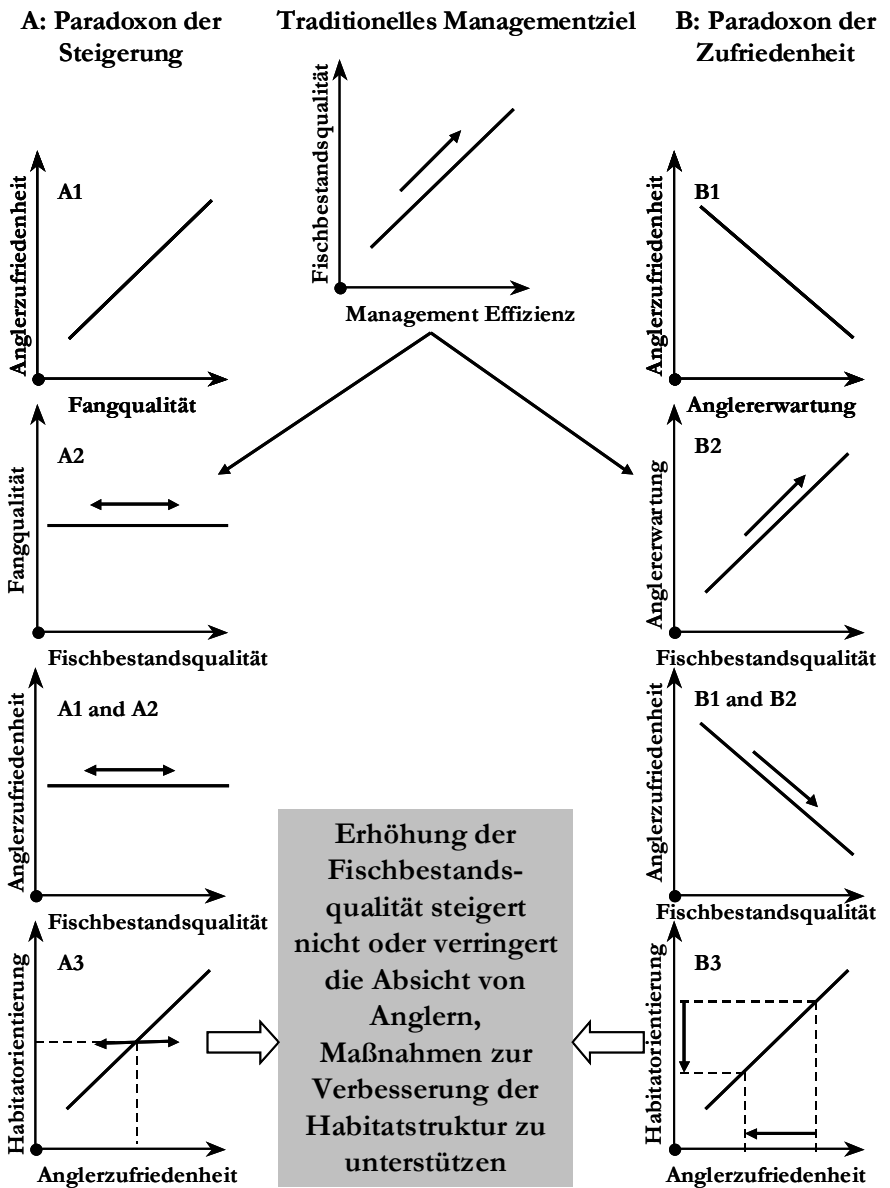 A: Paradoxon der
Steigerung
Traditionelles Managementziel
B: Paradoxon der
Zufriedenheit
Fischbestandsqualität
Management Effizienz
Anglerzufriedenheit
A1
Fangqualität
Fangqualität
A2
Fischbestandsqualität
Anglerzufriedenheit
A1 and A2
Fischbestandsqualität
Habitatorientierung
A3
Anglerzufriedenheit
Anglerzufriedenheit
B1
Anglererwartung
Anglererwartung
B2
Fischbestandsqualität
Anglerzufriedenheit
B1 and B2
Fischbestandsqualität
Habitatorientierung
B3
Anglerzufriedenheit
Erhöhung der
Fischbestands-
qualität steigert
nicht oder verringert
die Absicht von
Anglern,
Maßnahmen zur
Verbesserung der
Habitatstruktur zu
unterstützen